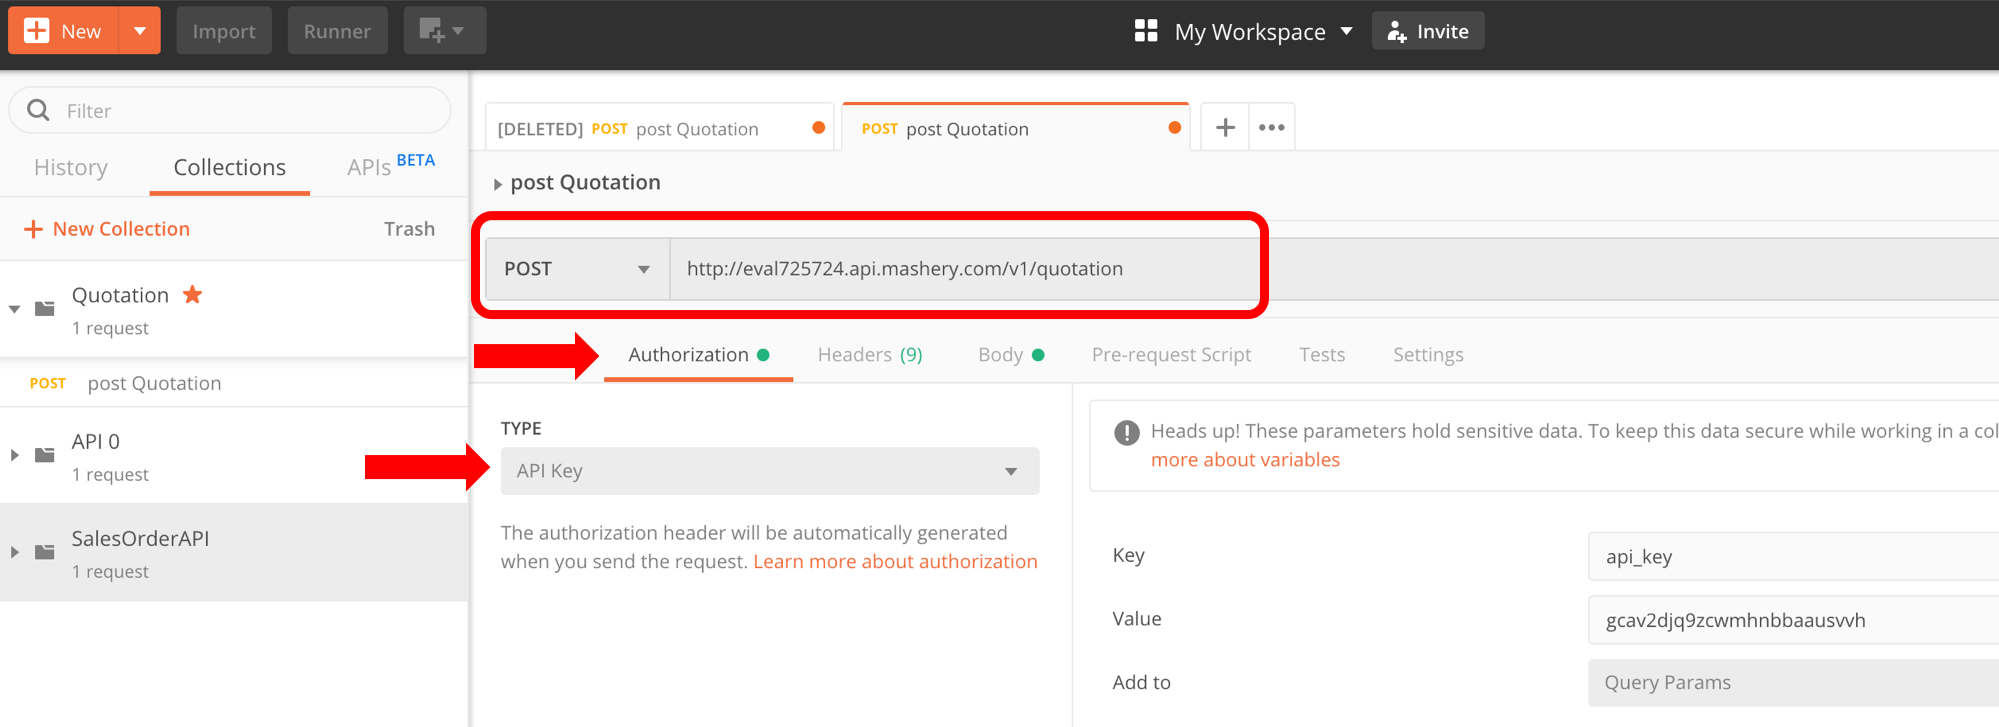 New
Import
Runner
My Workspace
Invite
Filter
History
Collections
APIs BETA
New Collection
Trash
Quotation
1 request
POST post Quotation
API 0
1 request
SalesOrderAPI
1 request
[DELETED] POST post Quotation
POST post Quotation
post Quotation
POST
http://eval725724.api.mashery.com/v1/quotation
Authorization
Headers (9)
Body
Pre-request Script
Tests
Settings
TYPE
API Key
The authorization header will be automatically generated
when you send the request. Learn more about authorization
Heads up! These parameters hold sensitive data. To keep this data secure while working in a col
more about variables
Key
api_key
Value
gcav2djq9zcwmhnbbaausvvh
Add to
Query Params